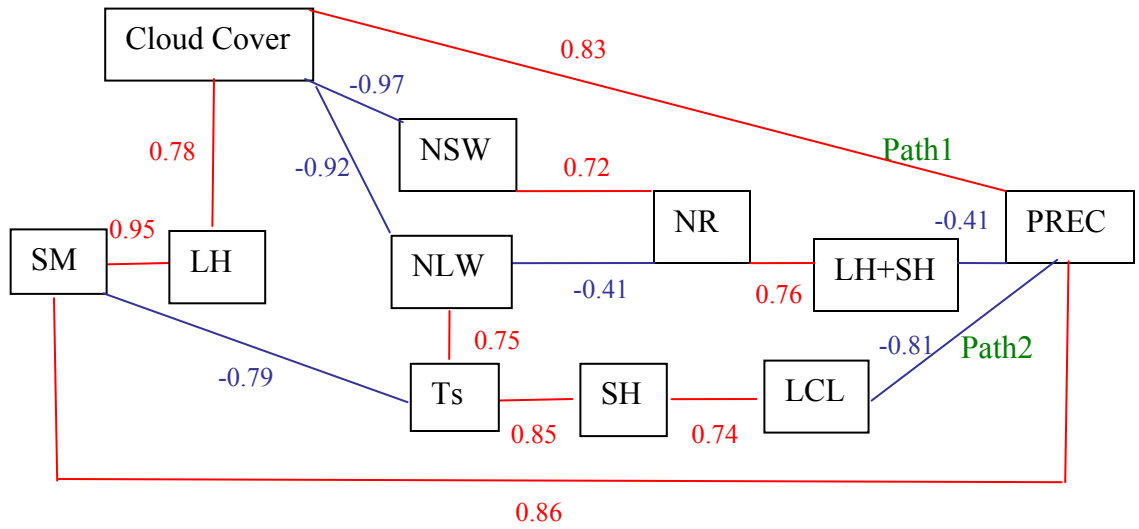 Cloud Cover
0.83
-0.97
NSW
0.78
-0.92
0.72
Path1
NR
-0.41
PREC
0.95
SM
LH
NLW
LH+SH
-0.41
0.76
0.75
-0.81
Path2
-0.79
Ts
SH
LCL
0.85
0.74
0.86